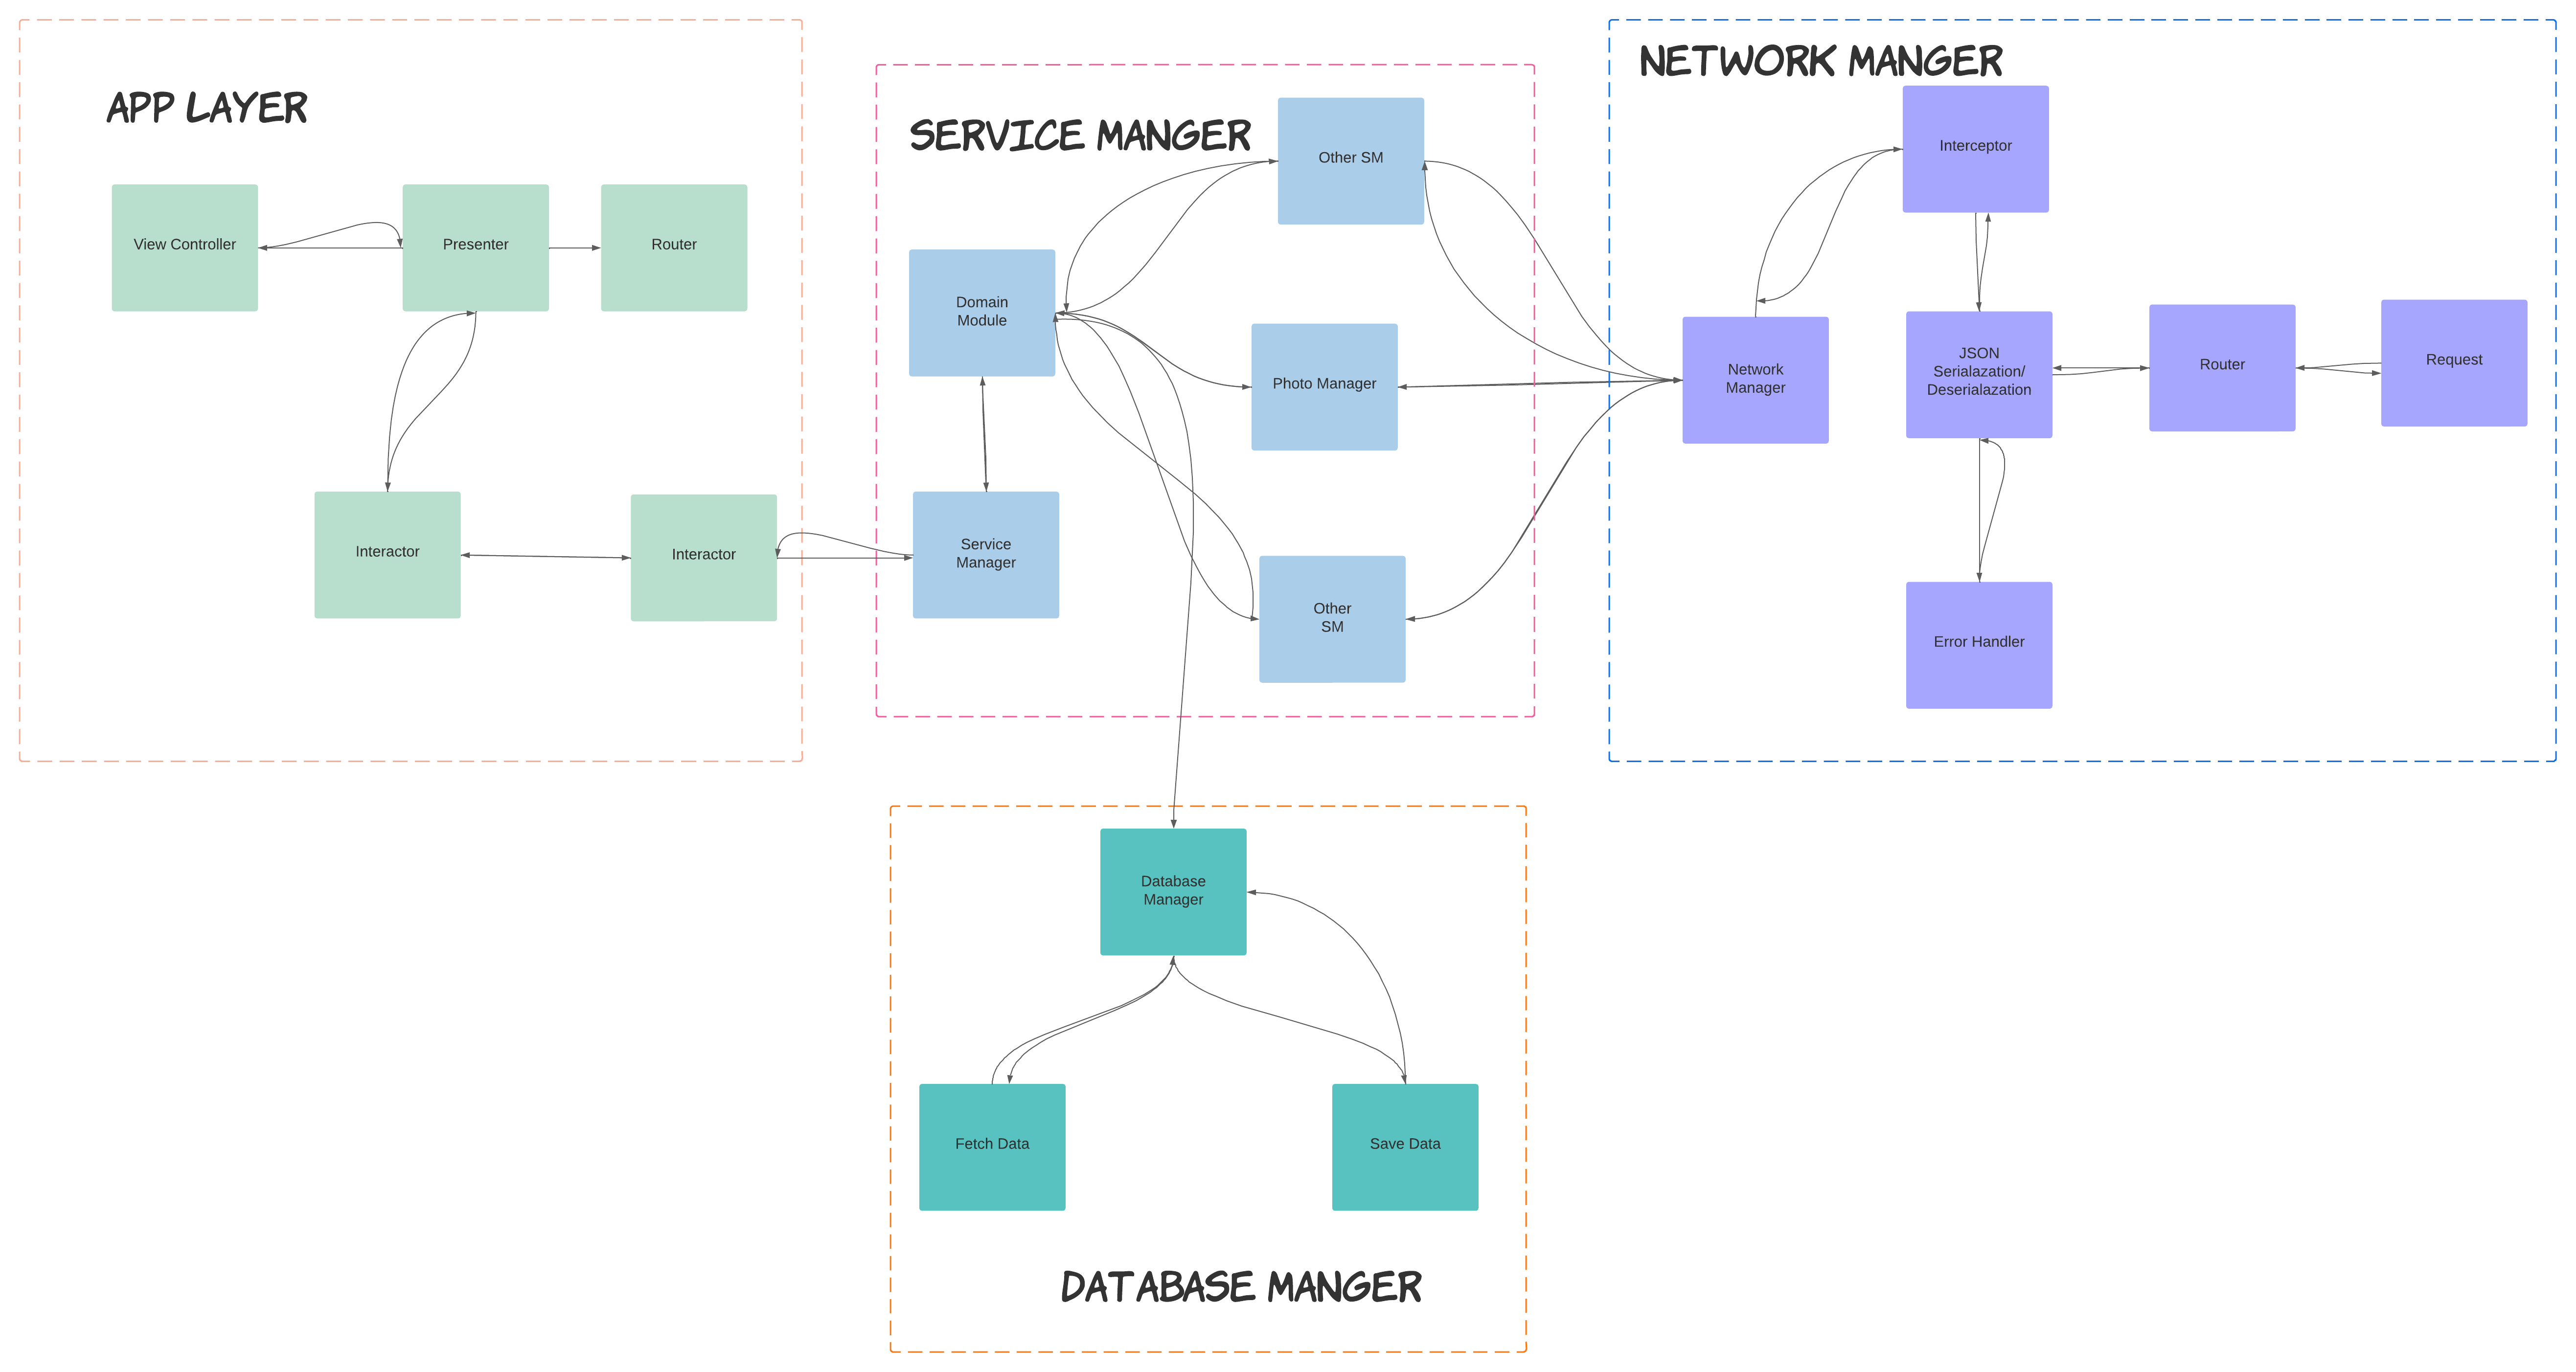 APP LAYER
View Controller
Presenter
Router
Interactor
Interactor
SERVICE MANGER
Other SM
Domain
Module
Photo Manager
Service
Manager
Other
SM
NETWORK MANGER
Interceptor
Network
Manager
JSON
Serialazation/
Deserialazation
Router
Request
Error Handler
Database
Manager
Fetch Data
Save Data
DATABASE MANGER